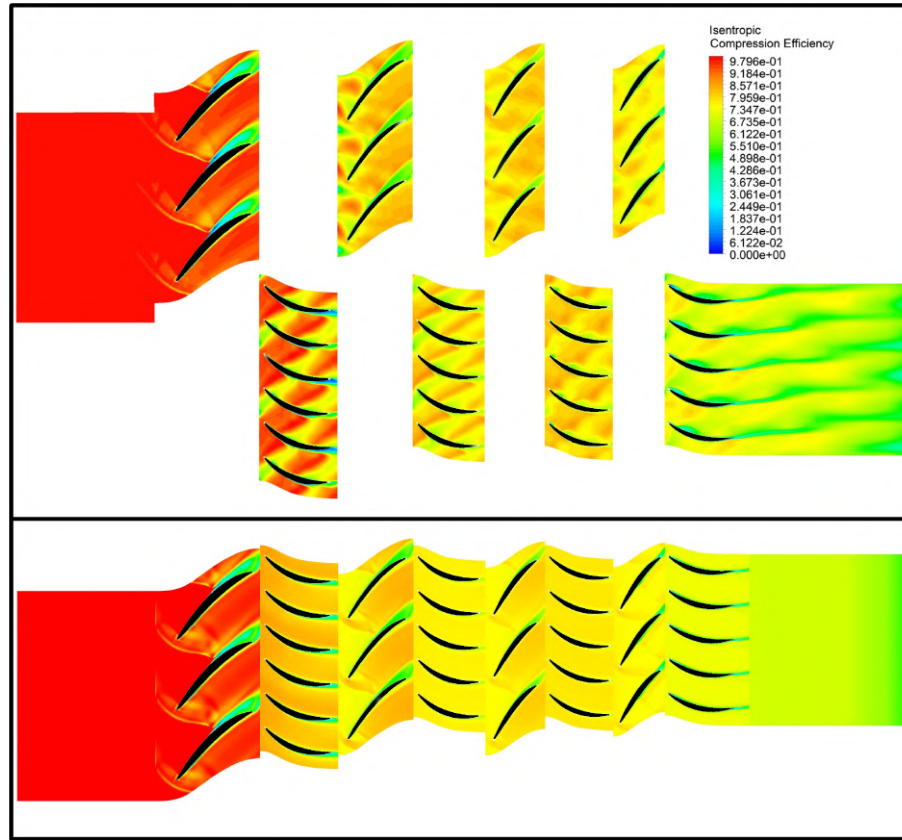 Isentropic
Compression Efficiency
9.796e-01
9.184e-01
8.571e-01
7.959e-01
7.347e-01
6.735e-01
6.122e-01
5.510e-01
4.898e-01
4.286e-01
3.673e-01
3.061e-01
2.449e-01
1.837e-01
1.224e-01
6.122e-02
0.000e+00